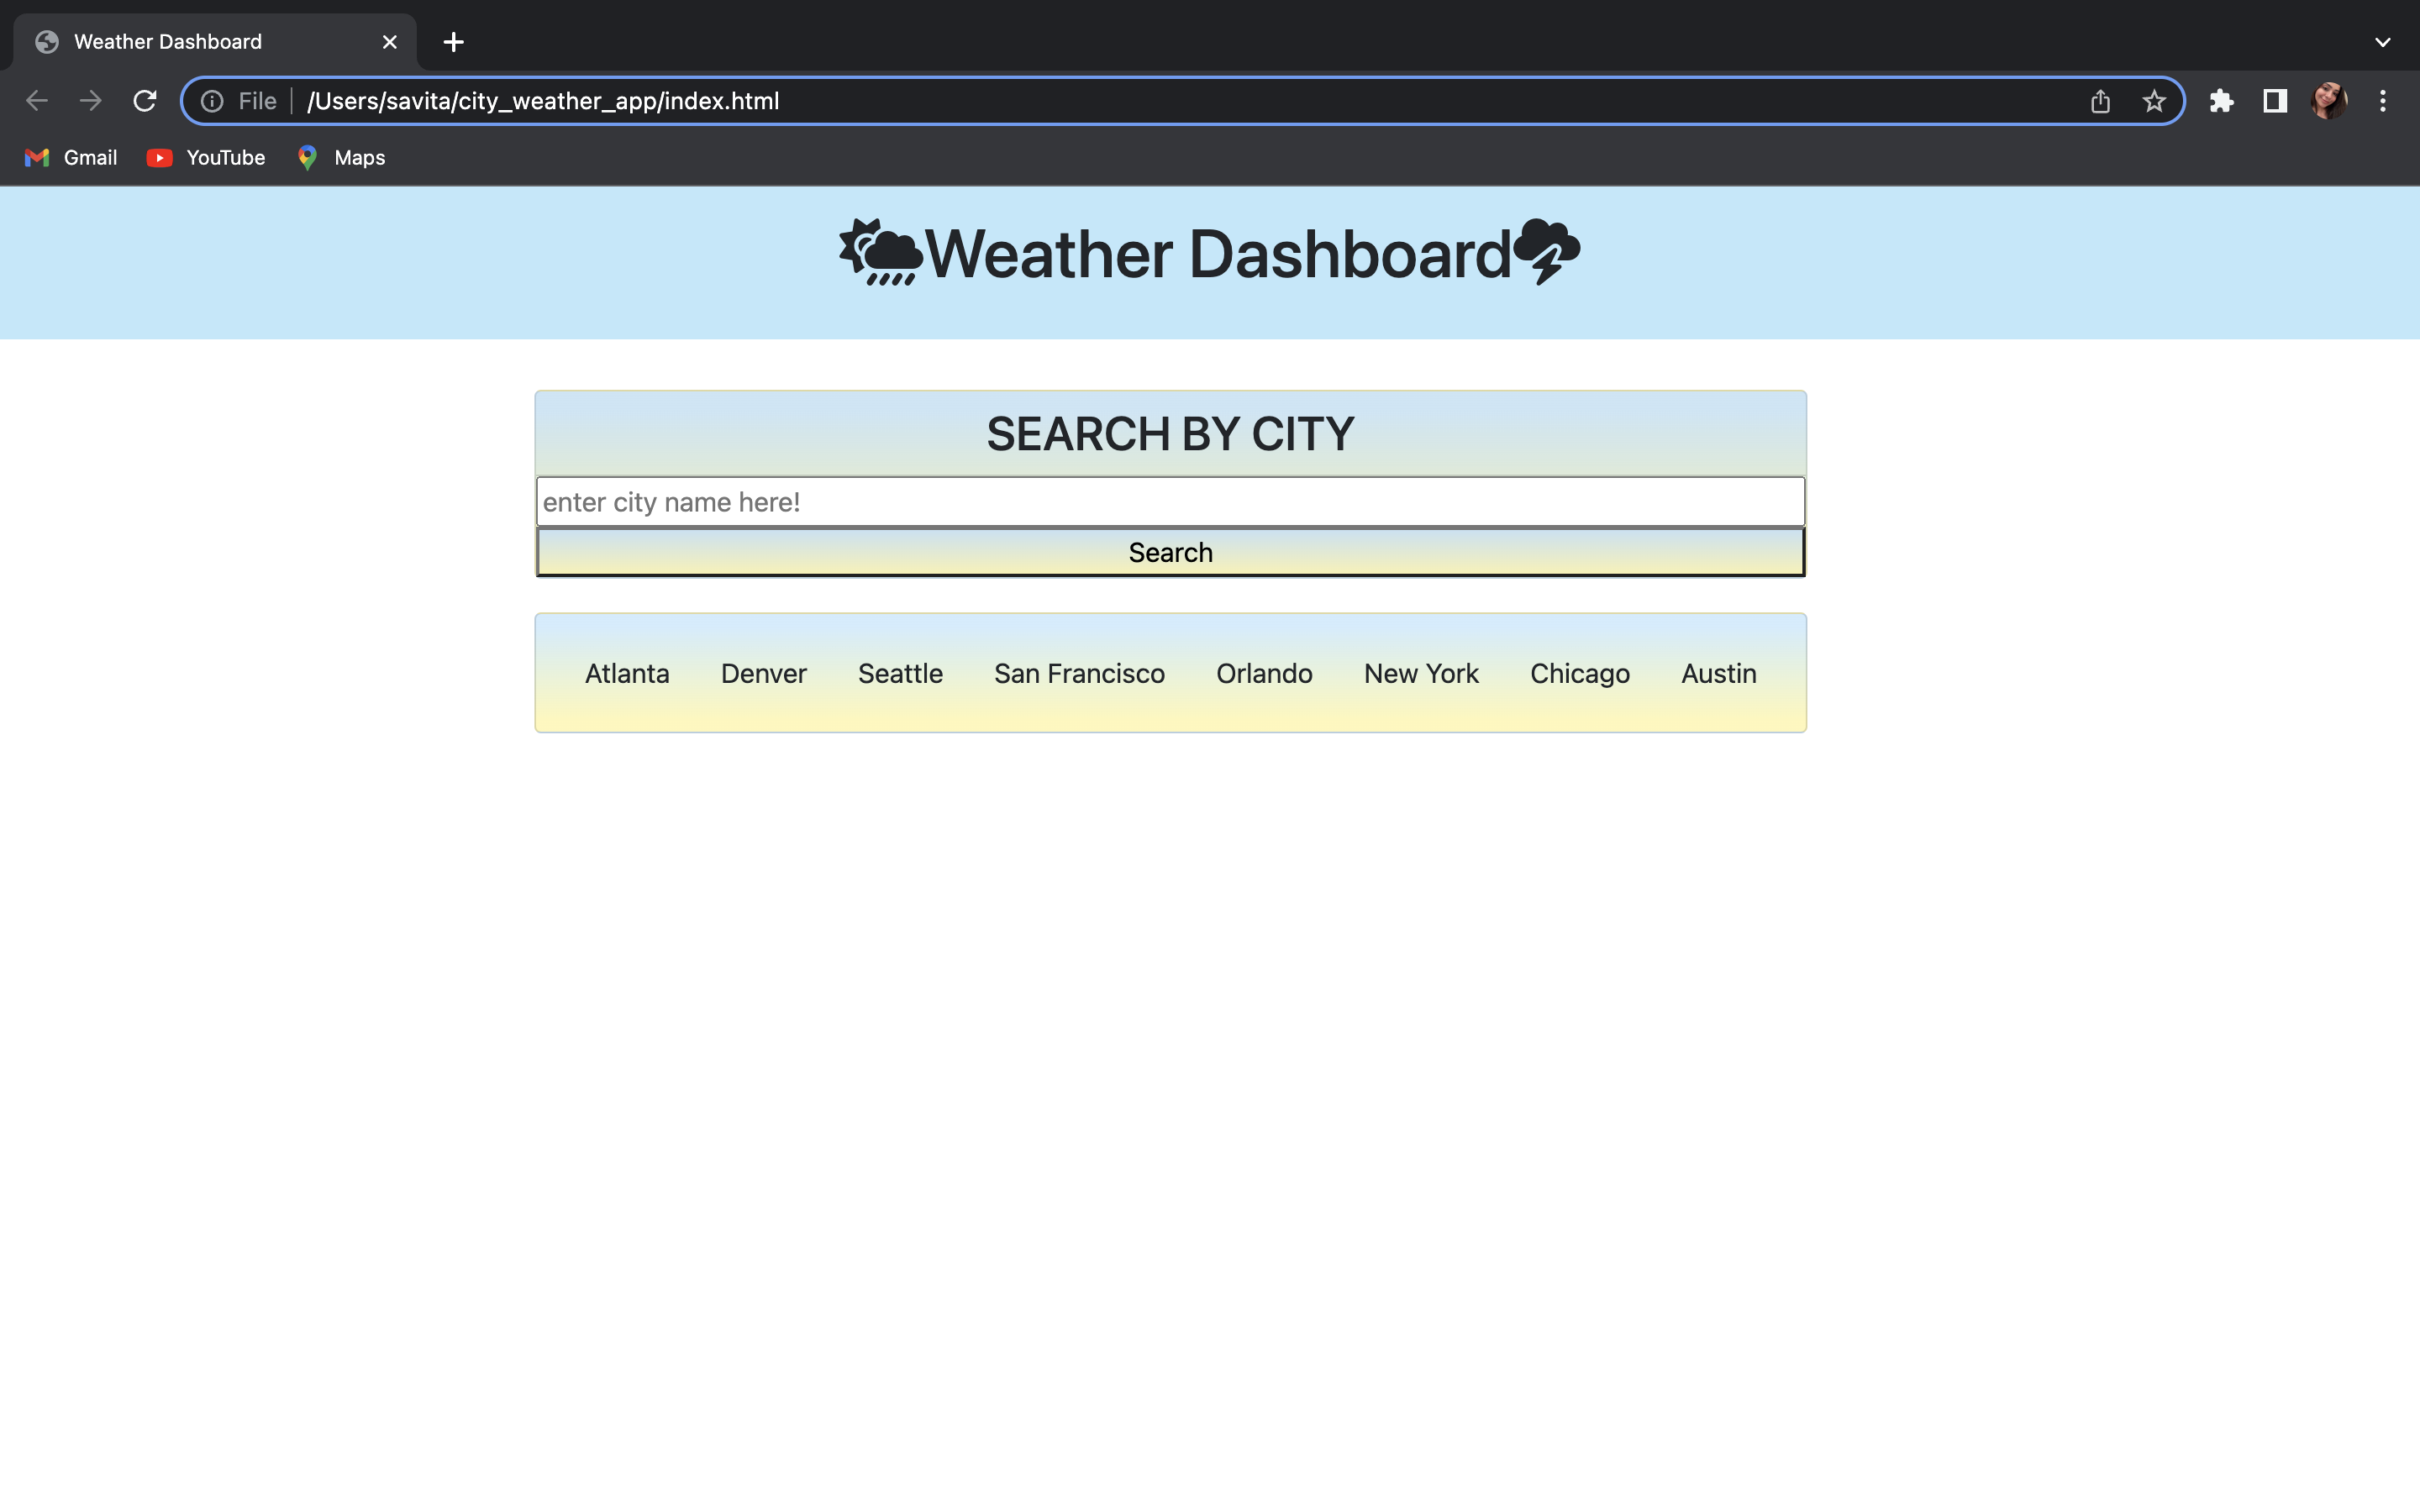 Weather Dashboard
File /Users/savita/city_weather_app/index.html
Gmail YouTube Maps
Weather Dashboard
SEARCH BY CITY
enter city name here!
Search
Atlanta Denver Seattle San Francisco Orlando New York Chicago Austin